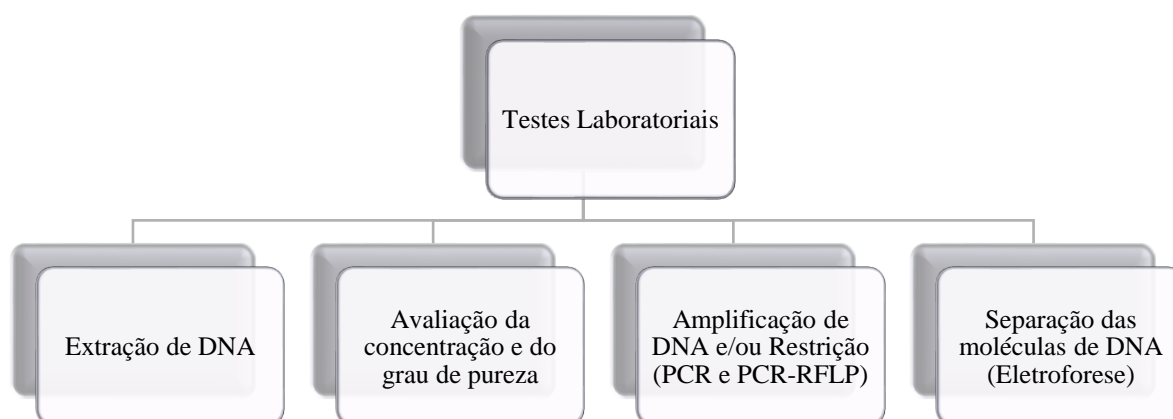 Testes Laboratoriais
Extração de DNA
Avaliação da
concentração e do
grau de pureza
Amplificação de
DNA e/ou Restrição
(PCR e PCR-RFLP)
Separação das
moléculas de DNA
(Eletroforese)